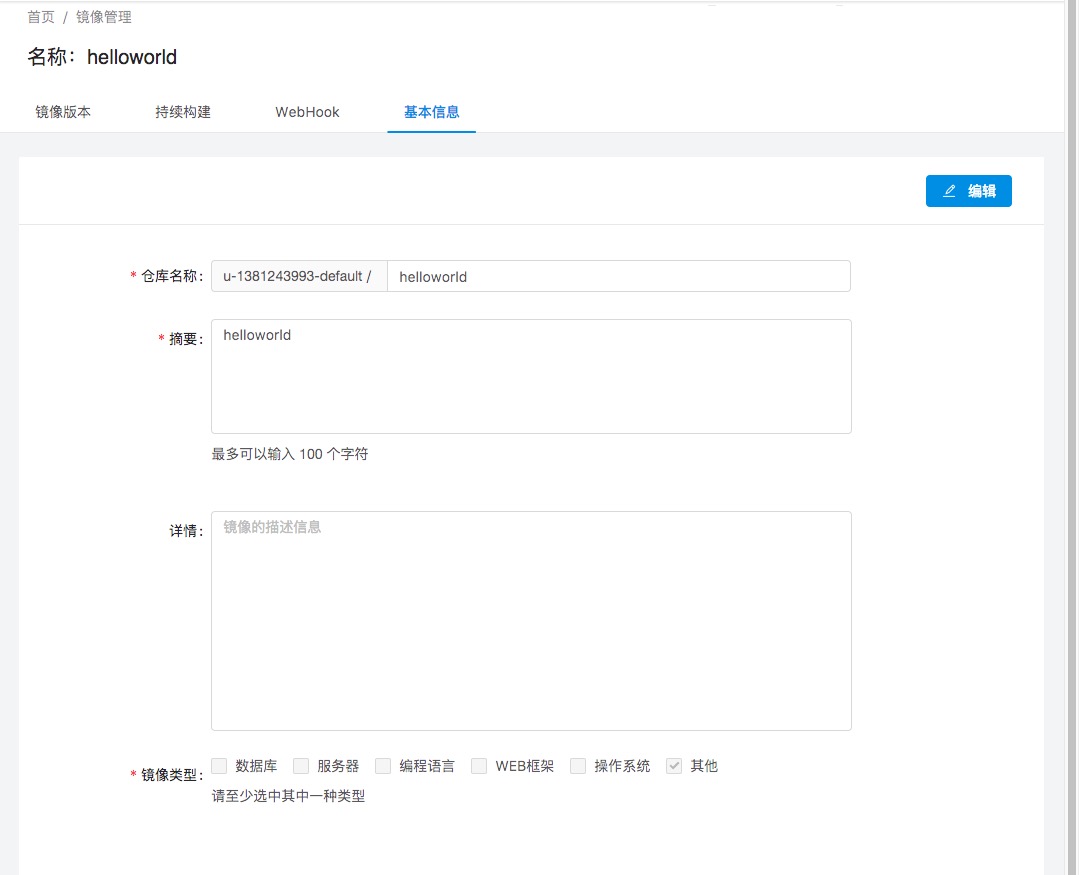 首页 / 镜像管理
名称：helloworld
镜像版本 持续构建 WebHook 基本信息
编辑
* 仓库名称: u-1381243993-default / helloworld
* 摘要: helloworld
最多可以输入 100 个字符
详情: 镜像的描述信息
* 镜像类型: 数据库 服务器 编程语言 WEB框架 操作系统 其他
请至少选中其中一种类型